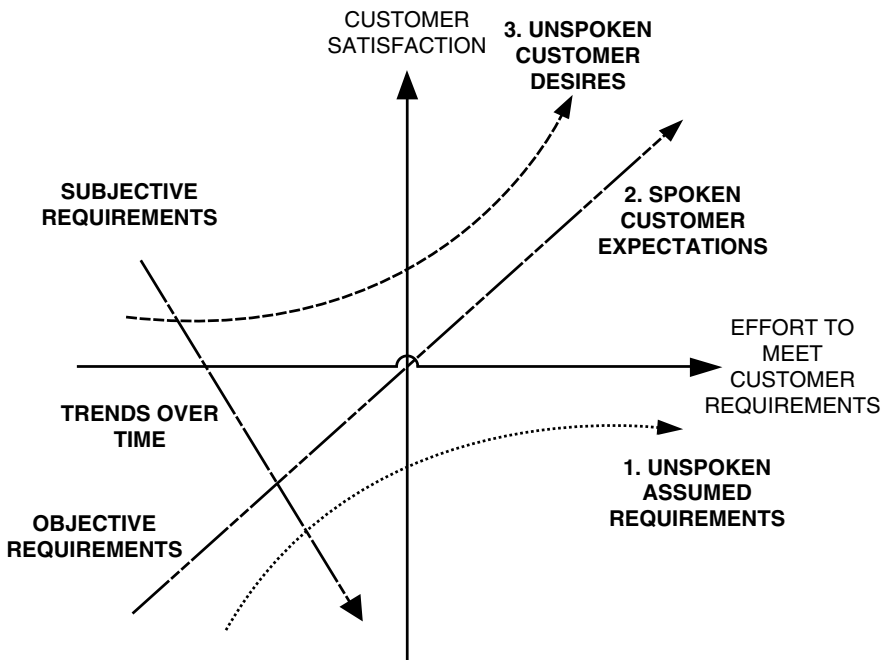 CUSTOMER
SATISFACTION
3. UNSPOKEN
CUSTOMER
DESIRES
SUBJECTIVE
REQUIREMENTS
2. SPOKEN
CUSTOMER
EXPECTATIONS
EFFORT TO
MEET
CUSTOMER
REQUIREMENTS
TRENDS OVER
TIME
1. UNSPOKEN
ASSUMED
REQUIREMENTS
OBJECTIVE
REQUIREMENTS